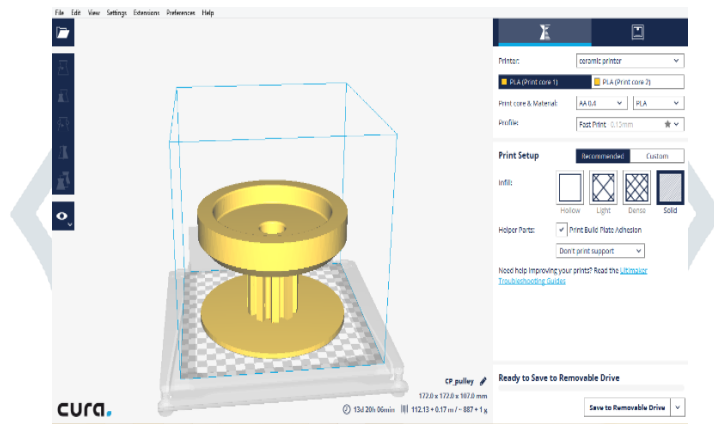 File Edit View Settings Extensions Preferences Help
Printer: ceramic printer
PLA (Print core 1) PLA (Print core 2)
Print core & Material: AA 0.4 PLA
Profile: Fast Print 0.15mm
Print Setup Recommended Custom
Infill:
Hollow Light Dense Solid
Helper Parts: Print Build Plate Adhesion
Don't print support
Need help improving your prints? Read the Ultimaker
Troubleshooting Guides
CP_pulley
172.0 x 172.0 x 107.0 mm
13d 20h 06min 112.13 + 0.17 m / ~ 887 + 1 g
Ready to Save to Removable Drive
Save to Removable Drive
cura.